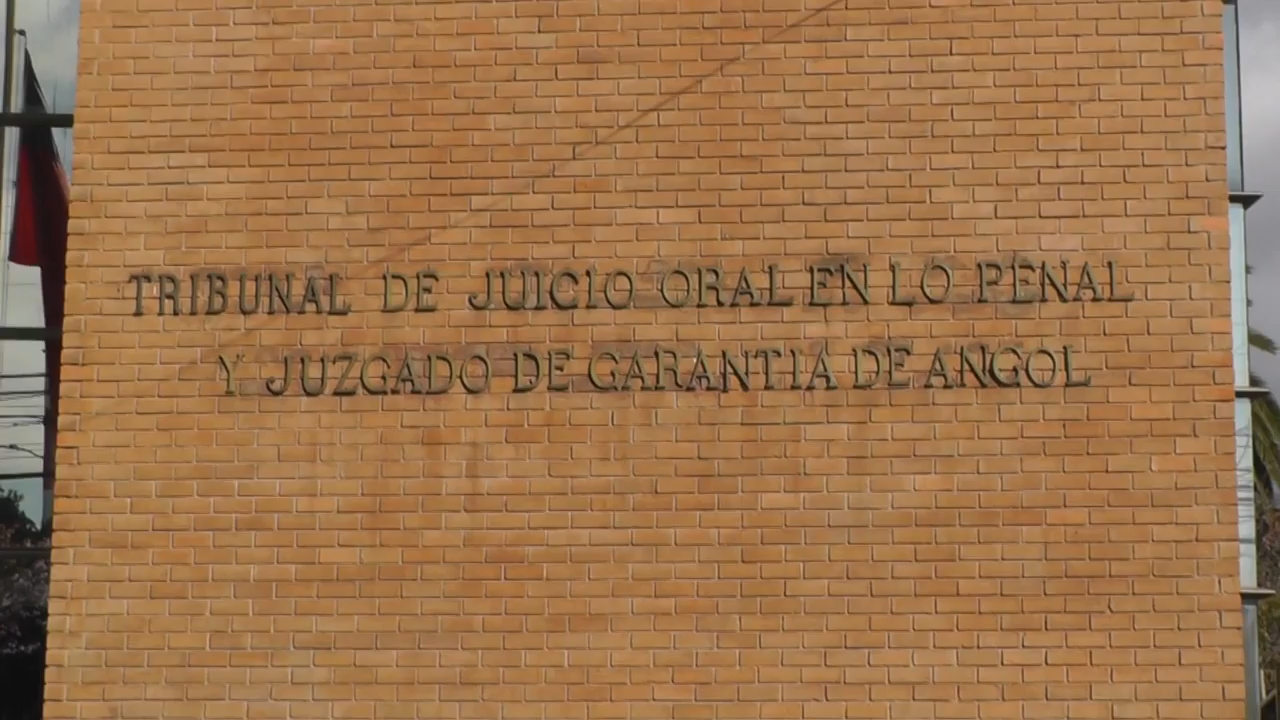 TRIBUNAL DE JUICIO ORAL EN LO PENAL
Y JUZGADO DE GARANTIA DE ANGOL